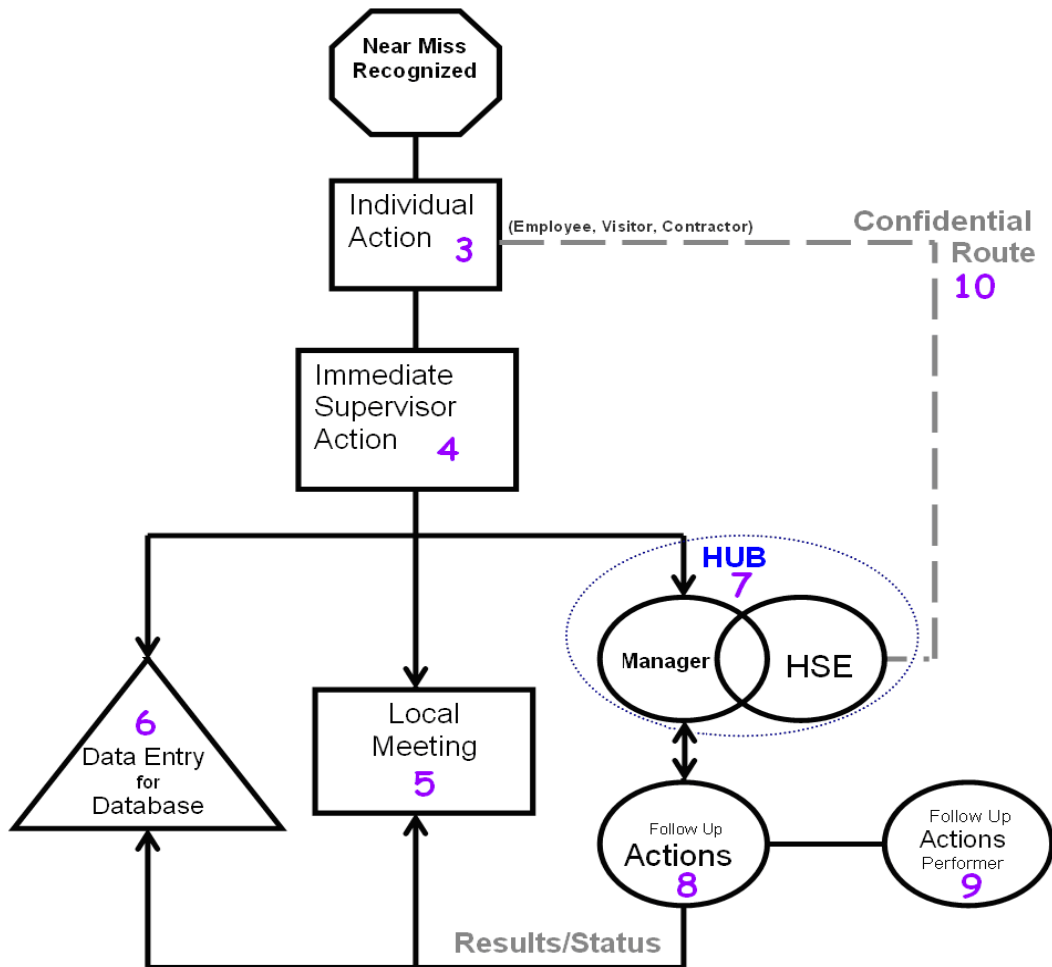 Near Miss
Recognized
Individual
Action
3
(Employee, Visitor, Contractor)
Confidential
Route
10
Immediate
Supervisor
Action
4
HUB
7
Manager
HSE
6
Data Entry
for
Database
Local
Meeting
5
Follow Up
Actions
8
Follow Up
Actions
Performer
9
Results/Status